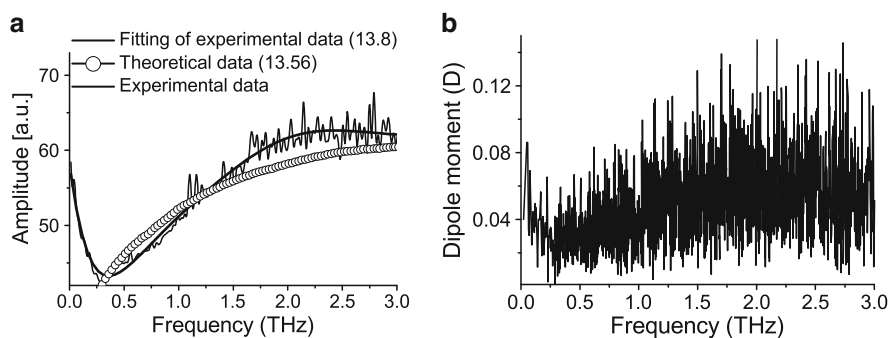 a
Fitting of experimental data (13.8)
Theoretical data (13.56)
Experimental data
70
60
50
Amplitude [a.u.]
0.0 0.5 1.0 1.5 2.0 2.5 3.0
Frequency (THz)
b
0.12
0.08
0.04
Dipole moment (D)
0.0 0.5 1.0 1.5 2.0 2.5 3.0
Frequency (THz)